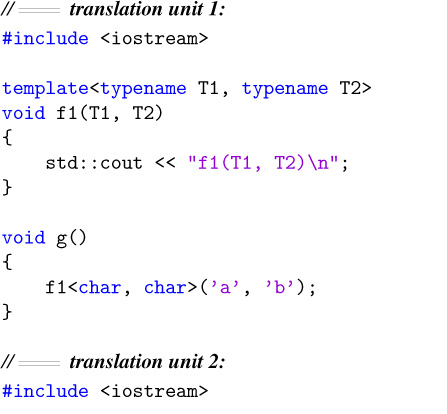 // translation unit 1:
#include <iostream>
template<typename T1, typename T2>
void f1(T1, T2)
{
    std::cout << "f1(T1, T2)\n";
}
void g()
{
    f1<char, char>('a', 'b');
}
// translation unit 2:
#include <iostream>